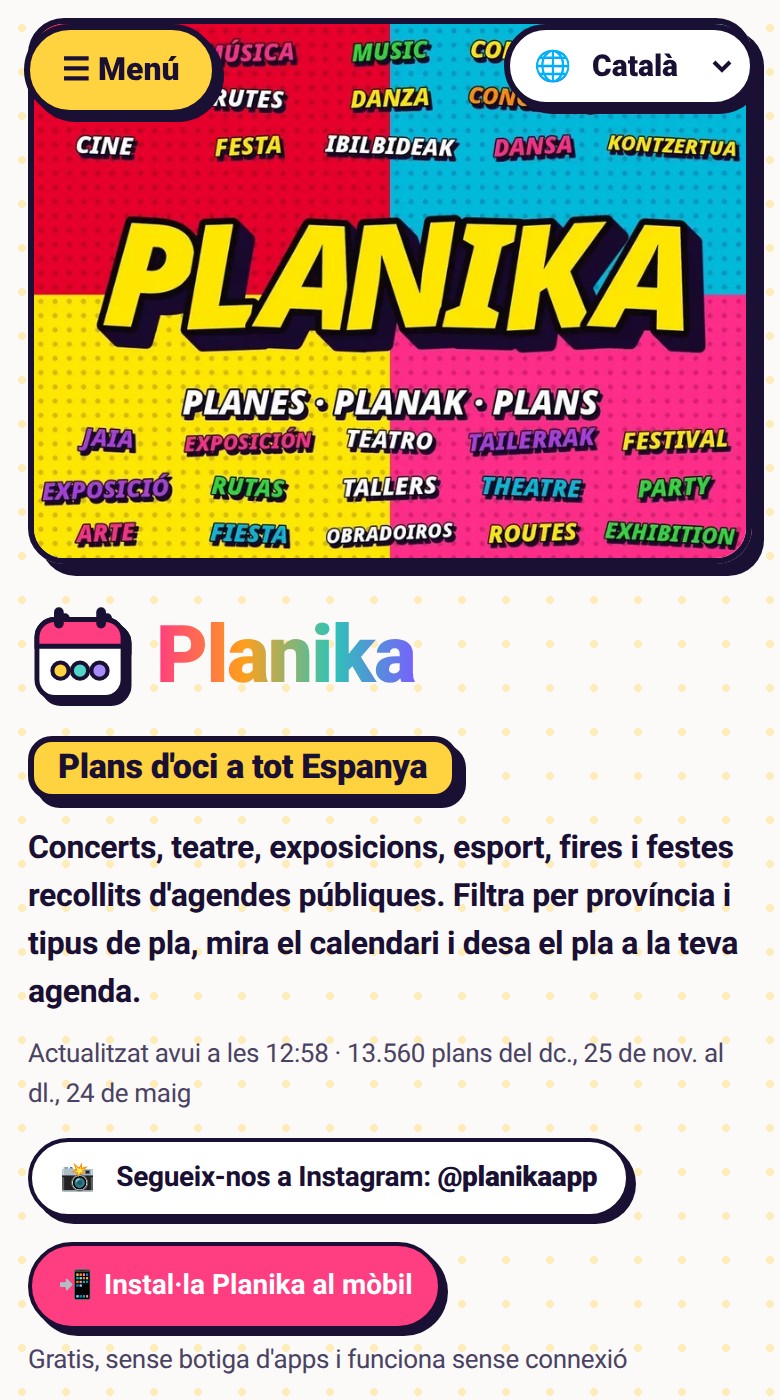 ☰ Menú
🌐 Català
MÚSICA MUSIC
RUTES DANZA
CINE FESTA IBILBIDEAK DANSA KONTZERTUA
PLANIKA
PLANES · PLANAK · PLANS
JAIA EXPOSICIÓN TEATRO TAILERRAK FESTIVAL
EXPOSICIÓ RUTAS TALLERS THEATRE PARTY
ARTE FIESTA OBRADOIROS ROUTES EXHIBITION
Planika
Plans d'oci a tot Espanya
Concerts, teatre, exposicions, esport, fires i festes
recollits d'agendes públiques. Filtra per província i
tipus de pla, mira el calendari i desa el pla a la teva
agenda.
Actualitzat avui a les 12:58 · 13.560 plans del dc., 25 de nov. al
dl., 24 de maig
📸 Segueix-nos a Instagram: @planikaapp
📲 Instal·la Planika al mòbil
Gratis, sense botiga d'apps i funciona sense connexió